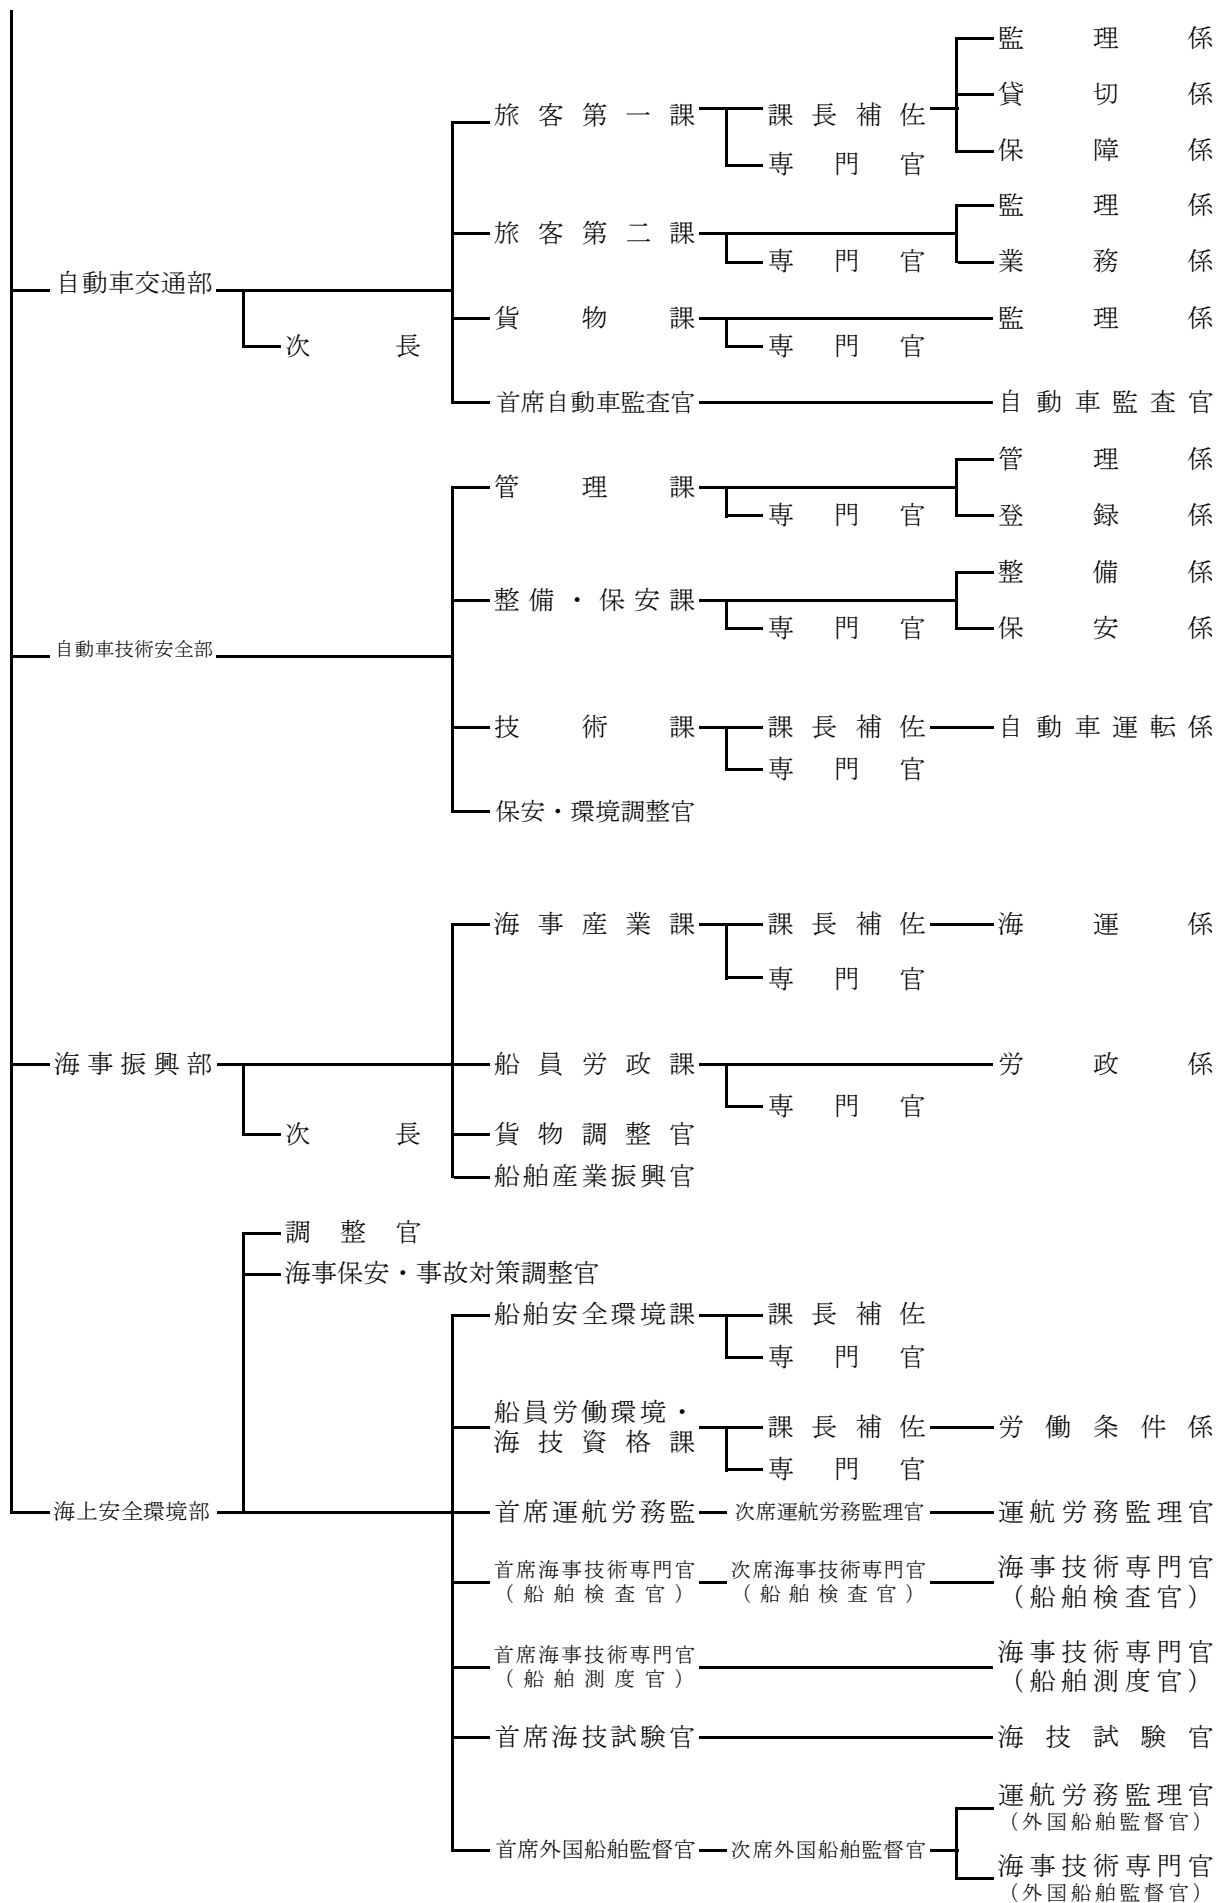 監理係
貸切係
旅客第一課 課長補佐
保障係
専門官
監理係
旅客第二課
専門官 業務係
自動車交通部
貨物課 監理係
次長 専門官
首席自動車監査官 自動車監査官
管理係
管理課
専門官 登録係
整備係
整備・保安課
専門官 保安係
自動車技術安全部
技術課 課長補佐 自動車運転係
専門官
保安・環境調整官
海事産業課 課長補佐 海運係
専門官
海事振興部 船員労政課 労政係
専門官
次長 貨物調整官
船舶産業振興官
調整官
海事保安・事故対策調整官
船舶安全環境課 課長補佐
専門官
船員労働環境・
海技資格課 課長補佐 労働条件係
専門官
海上安全環境部 首席運航労務監 次席運航労務監理官 運航労務監理官
首席海事技術専門官 次席海事技術専門官 海事技術専門官
（船舶検査官） （船舶検査官） （船舶検査官）
首席海事技術専門官 海事技術専門官
（船舶測度官） （船舶測度官）
首席海技試験官 海技試験官
運航労務監理官
（外国船舶監督官）
首席外国船舶監督官 次席外国船舶監督官
海事技術専門官
（外国船舶監督官）